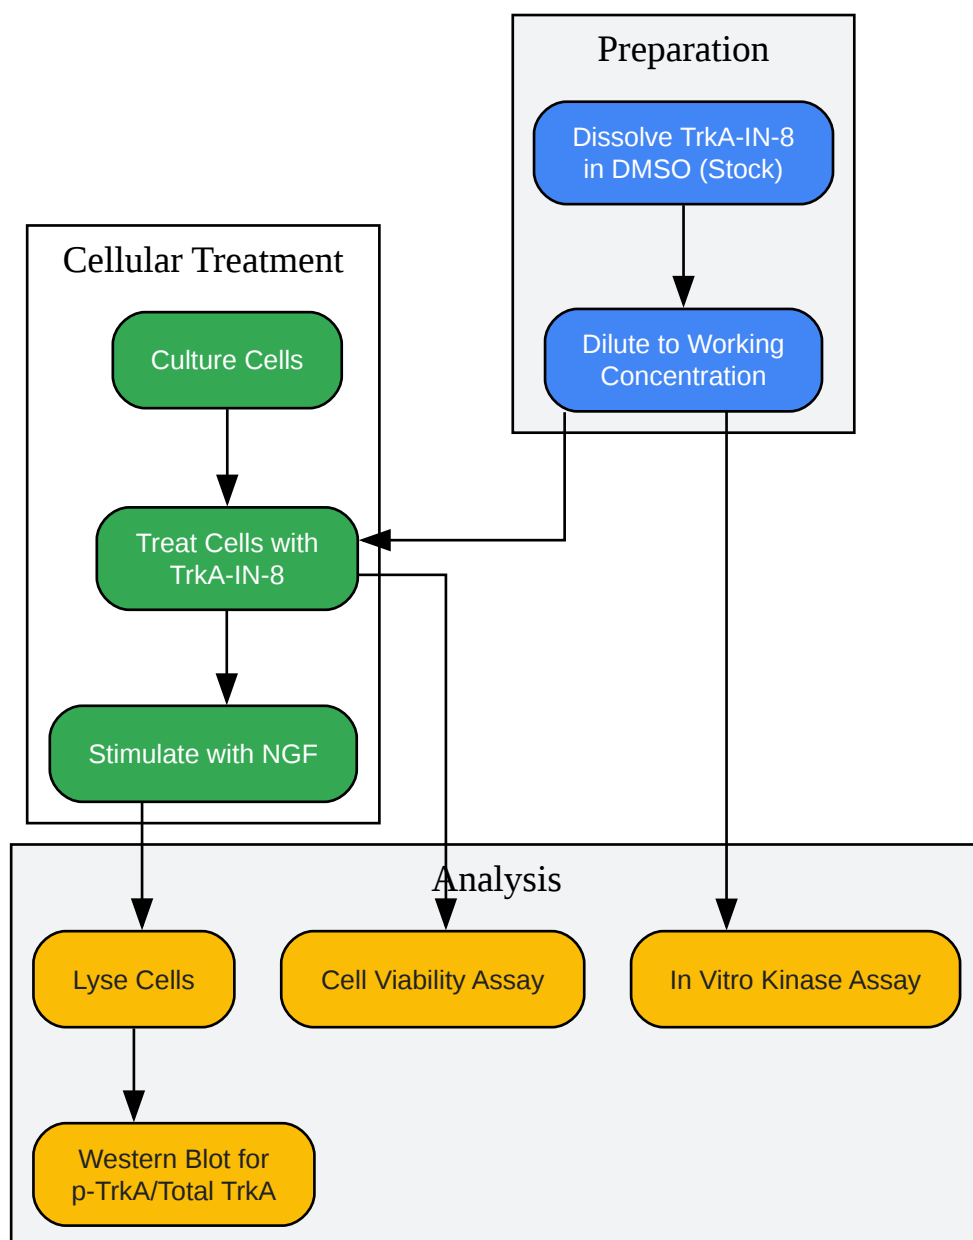 Preparation
Dissolve TrkA-IN-8
in DMSO (Stock)
Dilute to Working
Concentration
Cellular Treatment
Culture Cells
Treat Cells with
TrkA-IN-8
Stimulate with NGF
Analysis
Lyse Cells
Cell Viability Assay
In Vitro Kinase Assay
Western Blot for
p-TrkA/Total TrkA